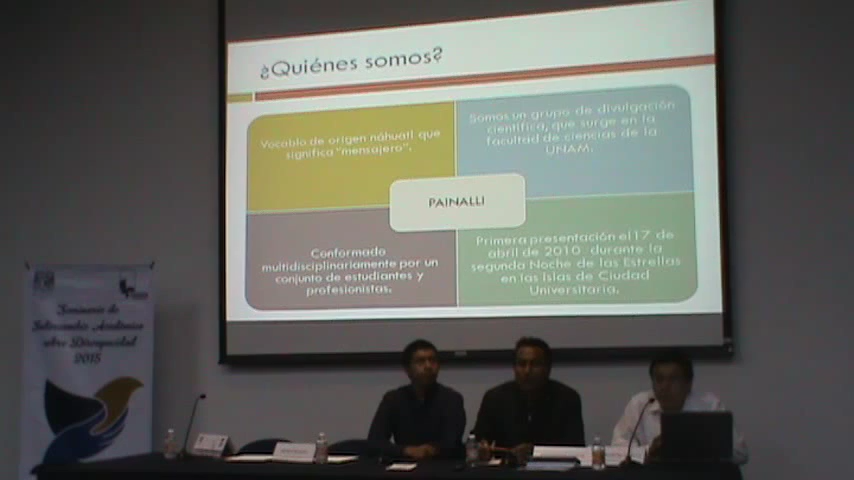 ¿Quiénes somos?
Vocablo de origen náhuatl que
significa "mensajero".
Somos un grupo de divulgación
científica, que surge en la
facultad de ciencias de la
UNAM.
PAINALLI
Conformado
multidisciplinariamente por un
conjunto de estudiantes y
profesionistas.
Primera presentación el 17 de
abril de 2010 durante la
segunda Noche de las Estrellas
en las Islas de Ciudad
Universitaria.
Seminario de
Intercambio Académico
sobre Discapacidad
2015